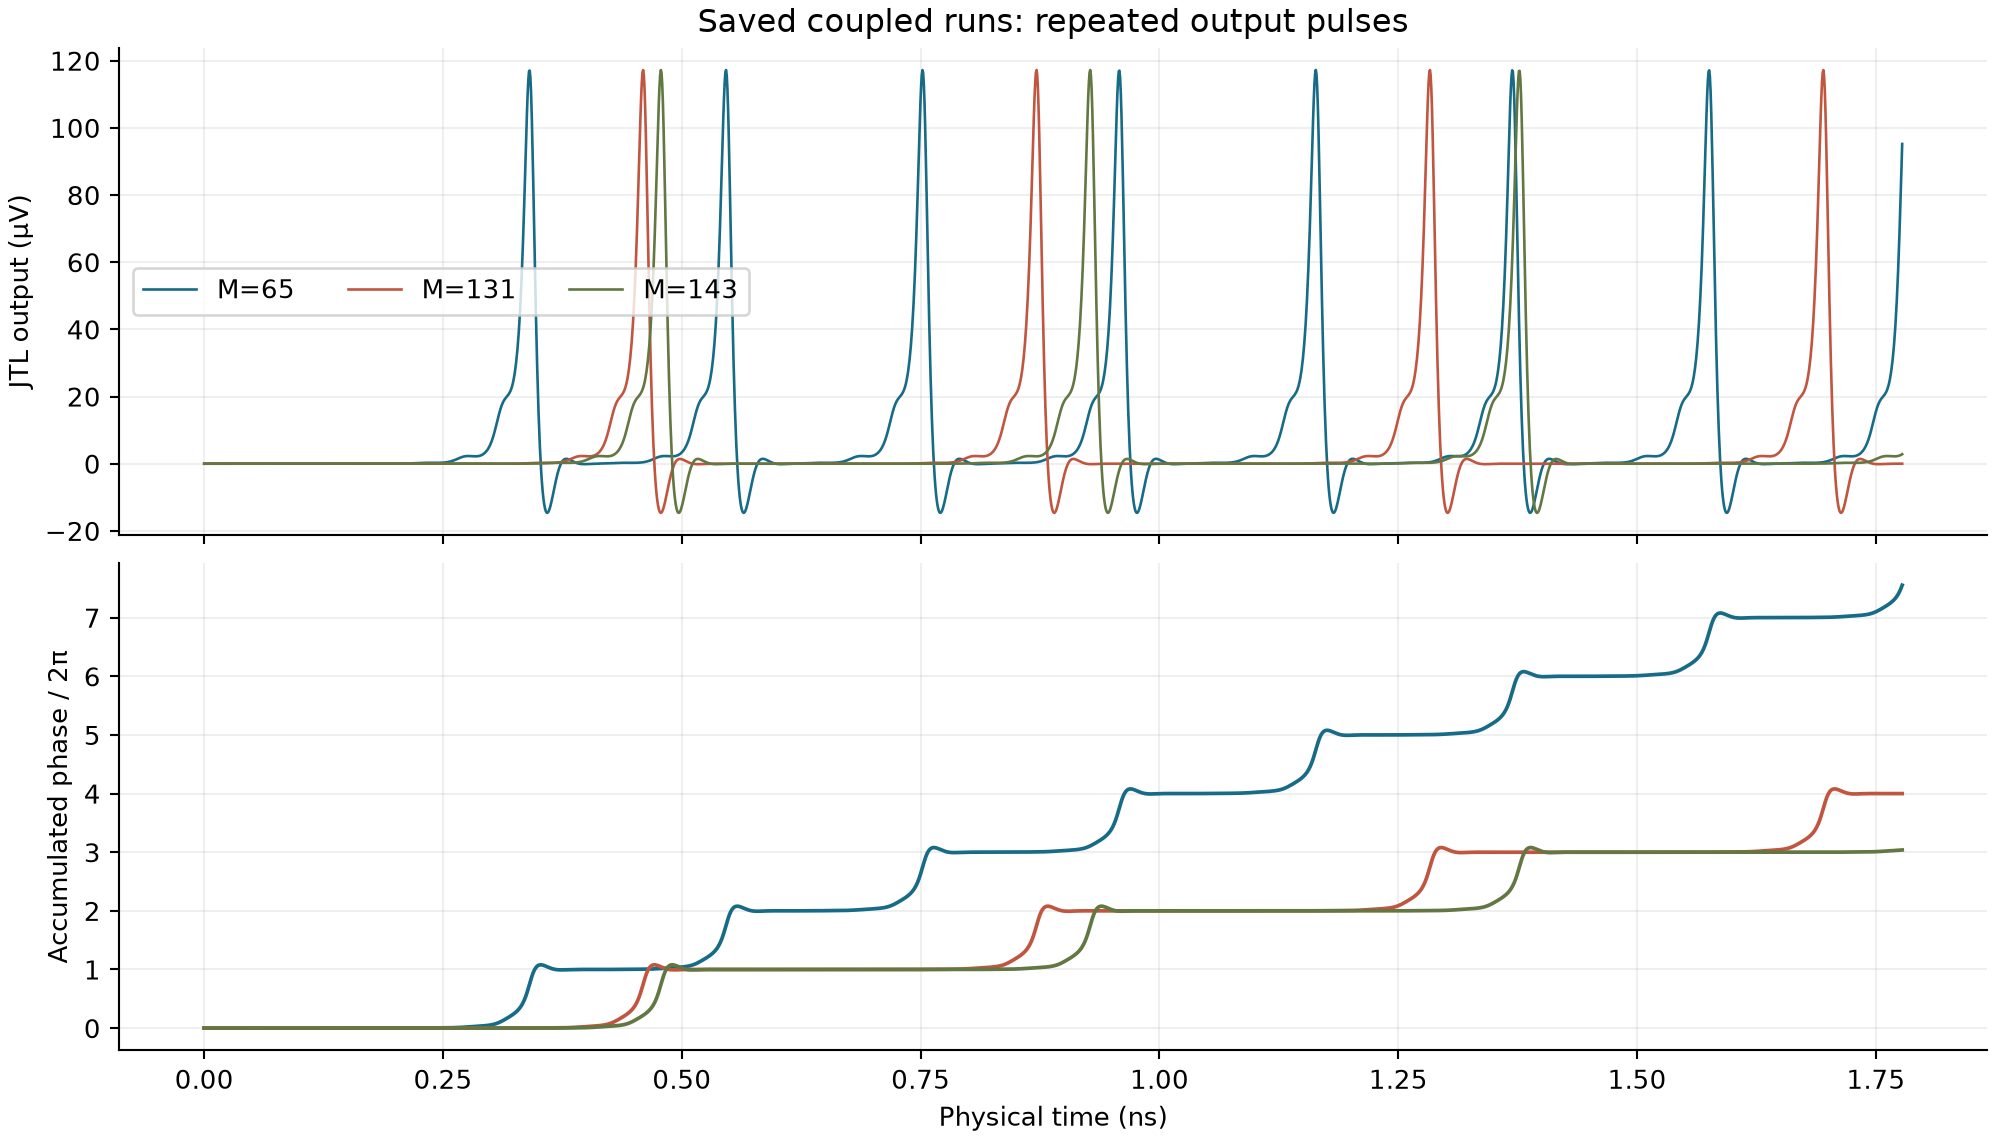 Saved coupled runs: repeated output pulses
JTL output (µV)
120
100
80
60
40
20
0
−20
M=65 M=131 M=143
Accumulated phase / 2π
7
6
5
4
3
2
1
0
0.00 0.25 0.50 0.75 1.00 1.25 1.50 1.75
Physical time (ns)